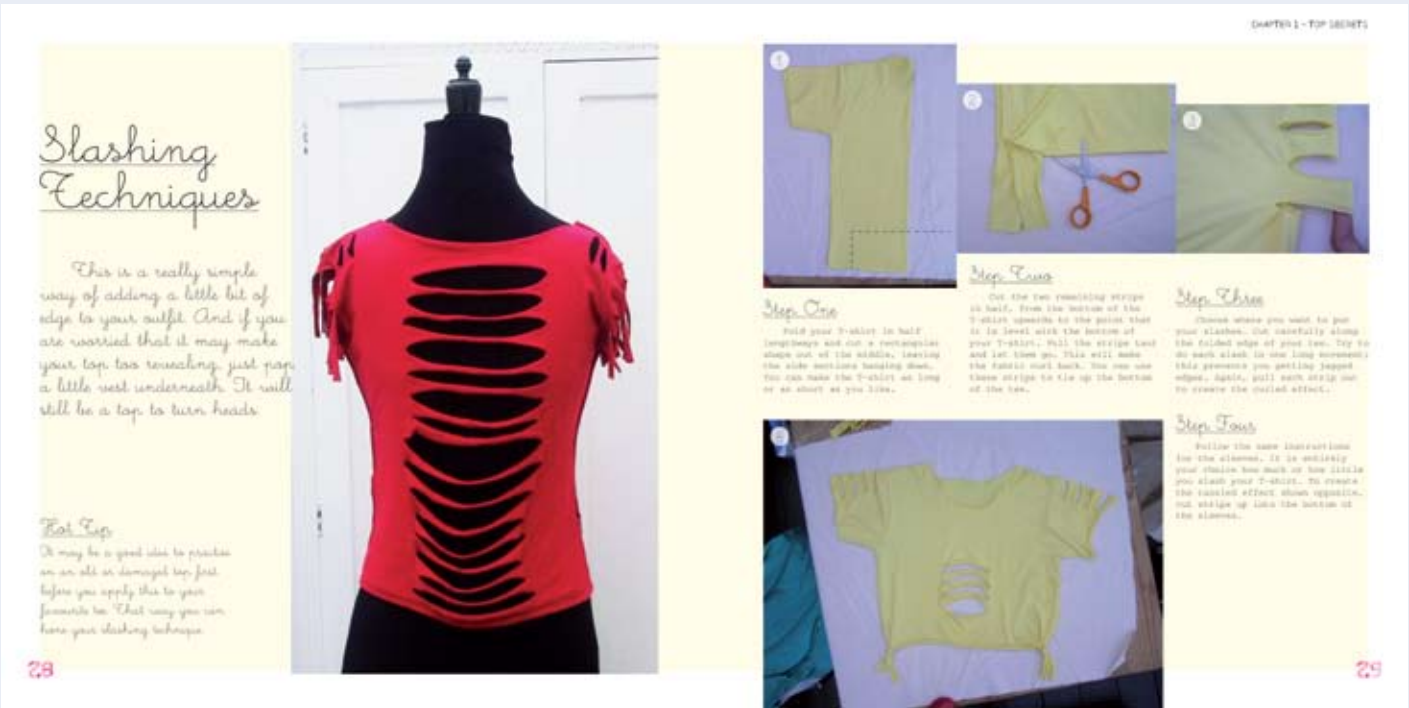 CHAPTER 1 - TOP SECRETS
Slashing
Techniques
This is a really simple
way of adding a little bit of
edge to your outfit. And if you
are worried that it may make
your top too revealing, just pop
a little vest underneath. It will
still be a top to turn heads.
Hot Tip
It may be a good idea to practise
on an old or damaged top first
before you apply this to your
favourite tee. That way you can
hone your slashing technique.
28
1
Step One
Fold your T-shirt in half
lengthways and cut a rectangular
shape out of the middle, leaving
the side sections hanging down.
You can make the T-shirt as long
or as short as you like.
2
Step Two
Cut the two remaining strips
in half, from the bottom of the
T-shirt upwards to the point that
it is level with the bottom of
your T-shirt. Pull the strips taut
and let them go. This will make
the fabric curl back. You can use
these strips to tie up the bottom
of the tee.
3
Step Three
Choose where you want to put
your slashes. Cut carefully along
the folded edge of your tee. Try to
do each slash in one long movement;
this prevents you getting jagged
edges. Again, pull each strip out
to create the curled effect.
4
Step Four
Follow the same instructions
for the sleeves. It is entirely
your choice how much or how little
you slash your T-shirt. To create
the tassled effect shown opposite,
cut strips up into the bottom of
the sleeves.
29